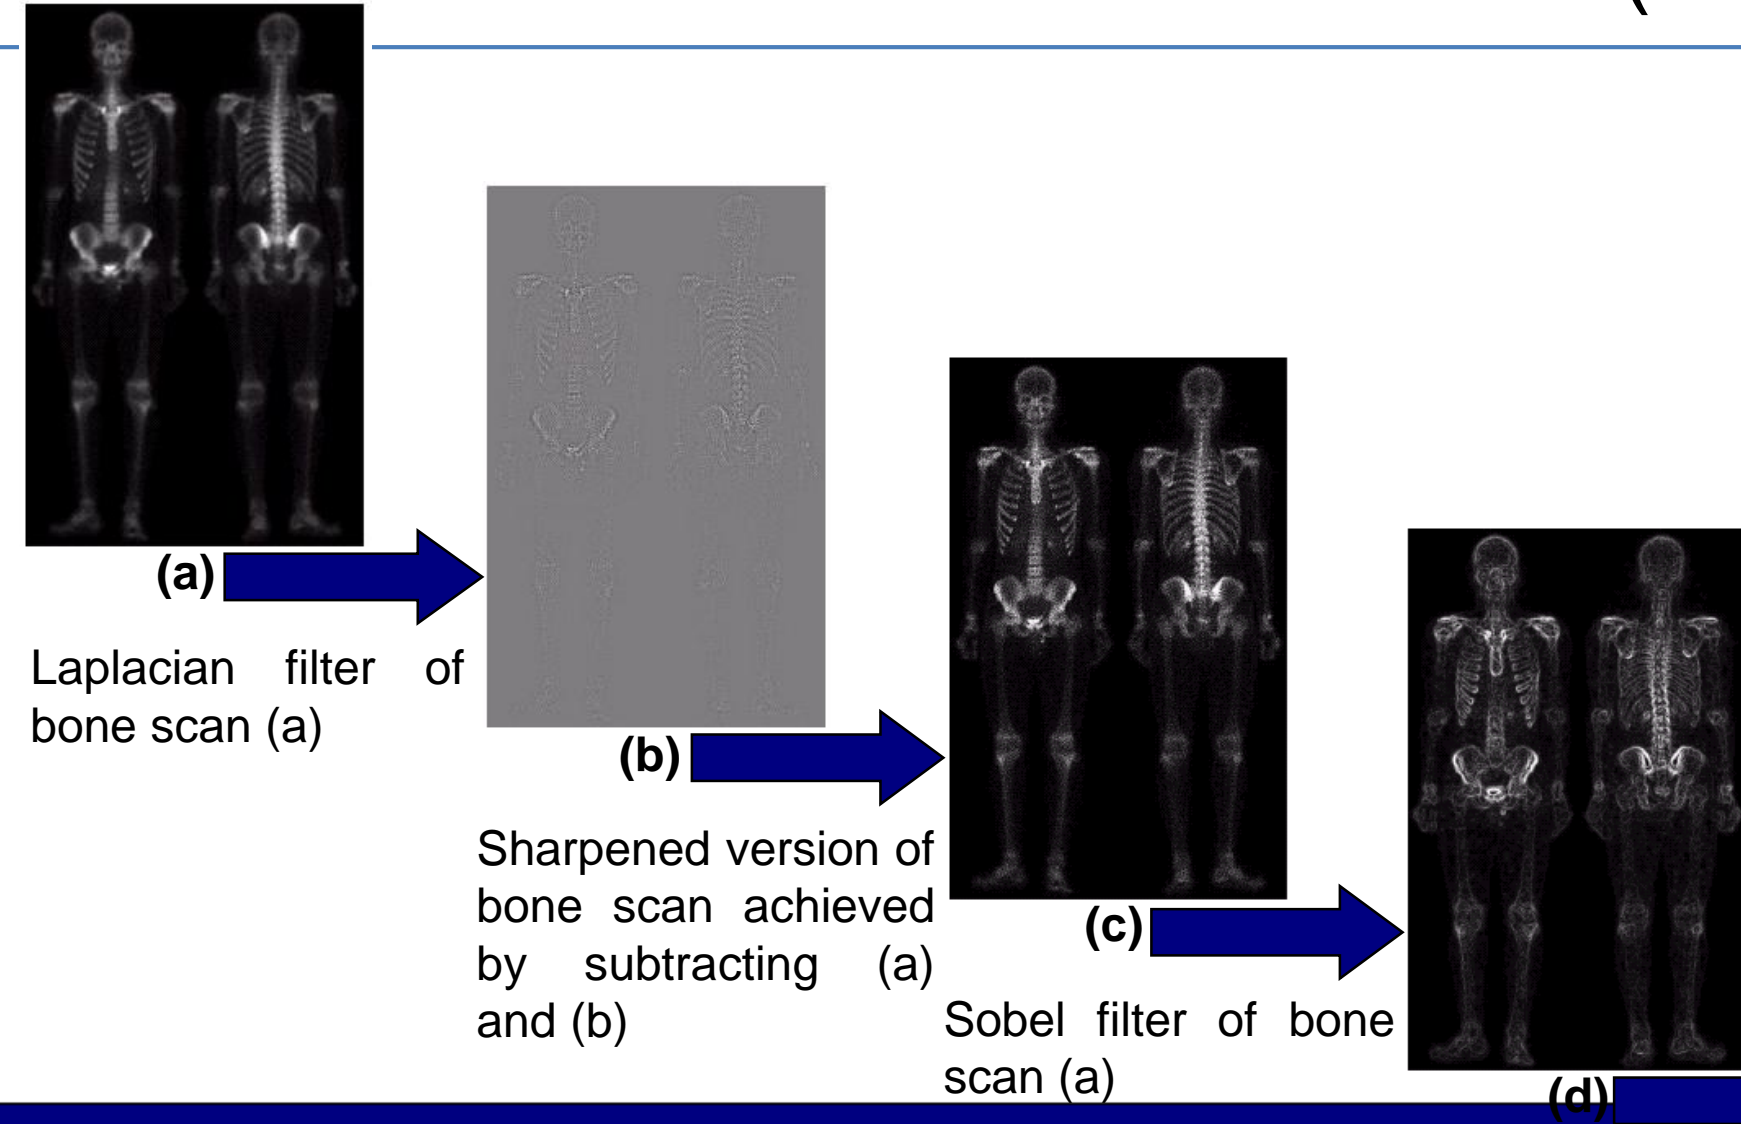 (
(a)
Laplacian filter of
bone scan (a)
(b)
Sharpened version of
bone scan achieved
by subtracting (a)
and (b)
(c)
Sobel filter of bone
scan (a)
(d)